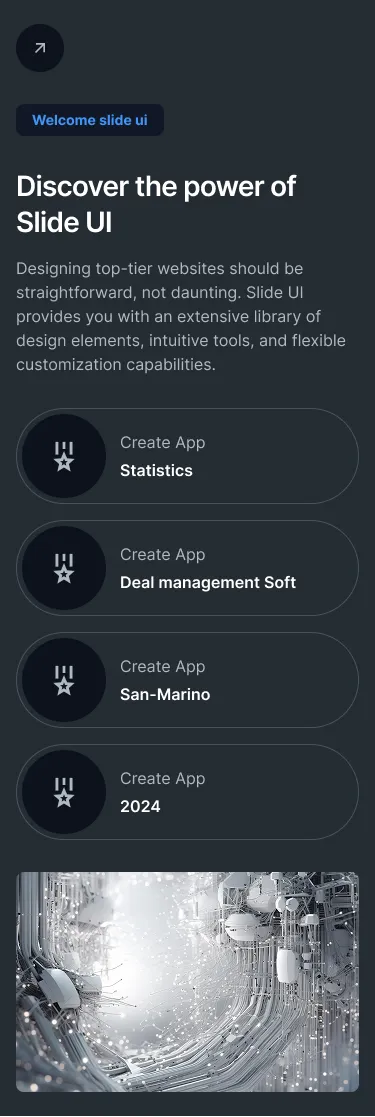 Welcome slide ui
Discover the power of
Slide UI
Designing top-tier websites should be
straightforward, not daunting. Slide UI
provides you with an extensive library of
design elements, intuitive tools, and flexible
customization capabilities.
Create App
Statistics
Create App
Deal management Soft
Create App
San-Marino
Create App
2024